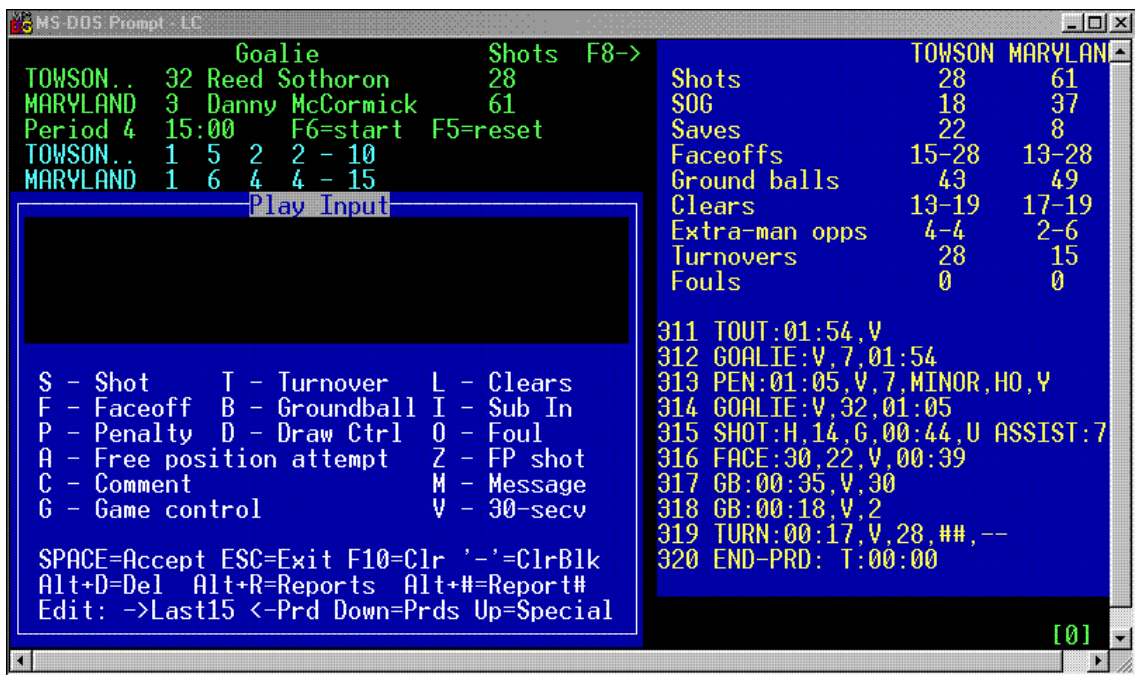 MS-DOS Prompt - LC
Goalie Shots F8->
TOWSON.. 32 Reed Sothoron 28
MARYLAND 3 Danny McCormick 61
Period 4 15:00 F6=start F5=reset
TOWSON.. 1 5 2 2 - 10
MARYLAND 1 6 4 4 - 15
Play Input
S - Shot T - Turnover L - Clears
F - Faceoff B - Groundball I - Sub In
P - Penalty D - Draw Ctrl O - Foul
A - Free position attempt Z - FP shot
C - Comment M - Message
G - Game control V - 30-secv
SPACE=Accept ESC=Exit F10=Clr '-'=ClrBlk
Alt+D=Del Alt+R=Reports Alt+#=Report#
Edit: ->Last15 <-Prd Down=Prds Up=Special
TOWSON MARYLAN
Shots 28 61
SOG 18 37
Saves 22 8
Faceoffs 15-28 13-28
Ground balls 43 49
Clears 13-19 17-19
Extra-man opps 4-4 2-6
Turnovers 28 15
Fouls 0 0
311 TOUT:01:54,V
312 GOALIE:V,7,01:54
313 PEN:01:05,V,7,MINOR,HO,Y
314 GOALIE:V,32,01:05
315 SHOT:H,14,G,00:44,U ASSIST:7
316 FACE:30,22,V,00:39
317 GB:00:35,V,30
318 GB:00:18,V,2
319 TURN:00:17,V,28,##,--
320 END-PRD: T:00:00
[0]